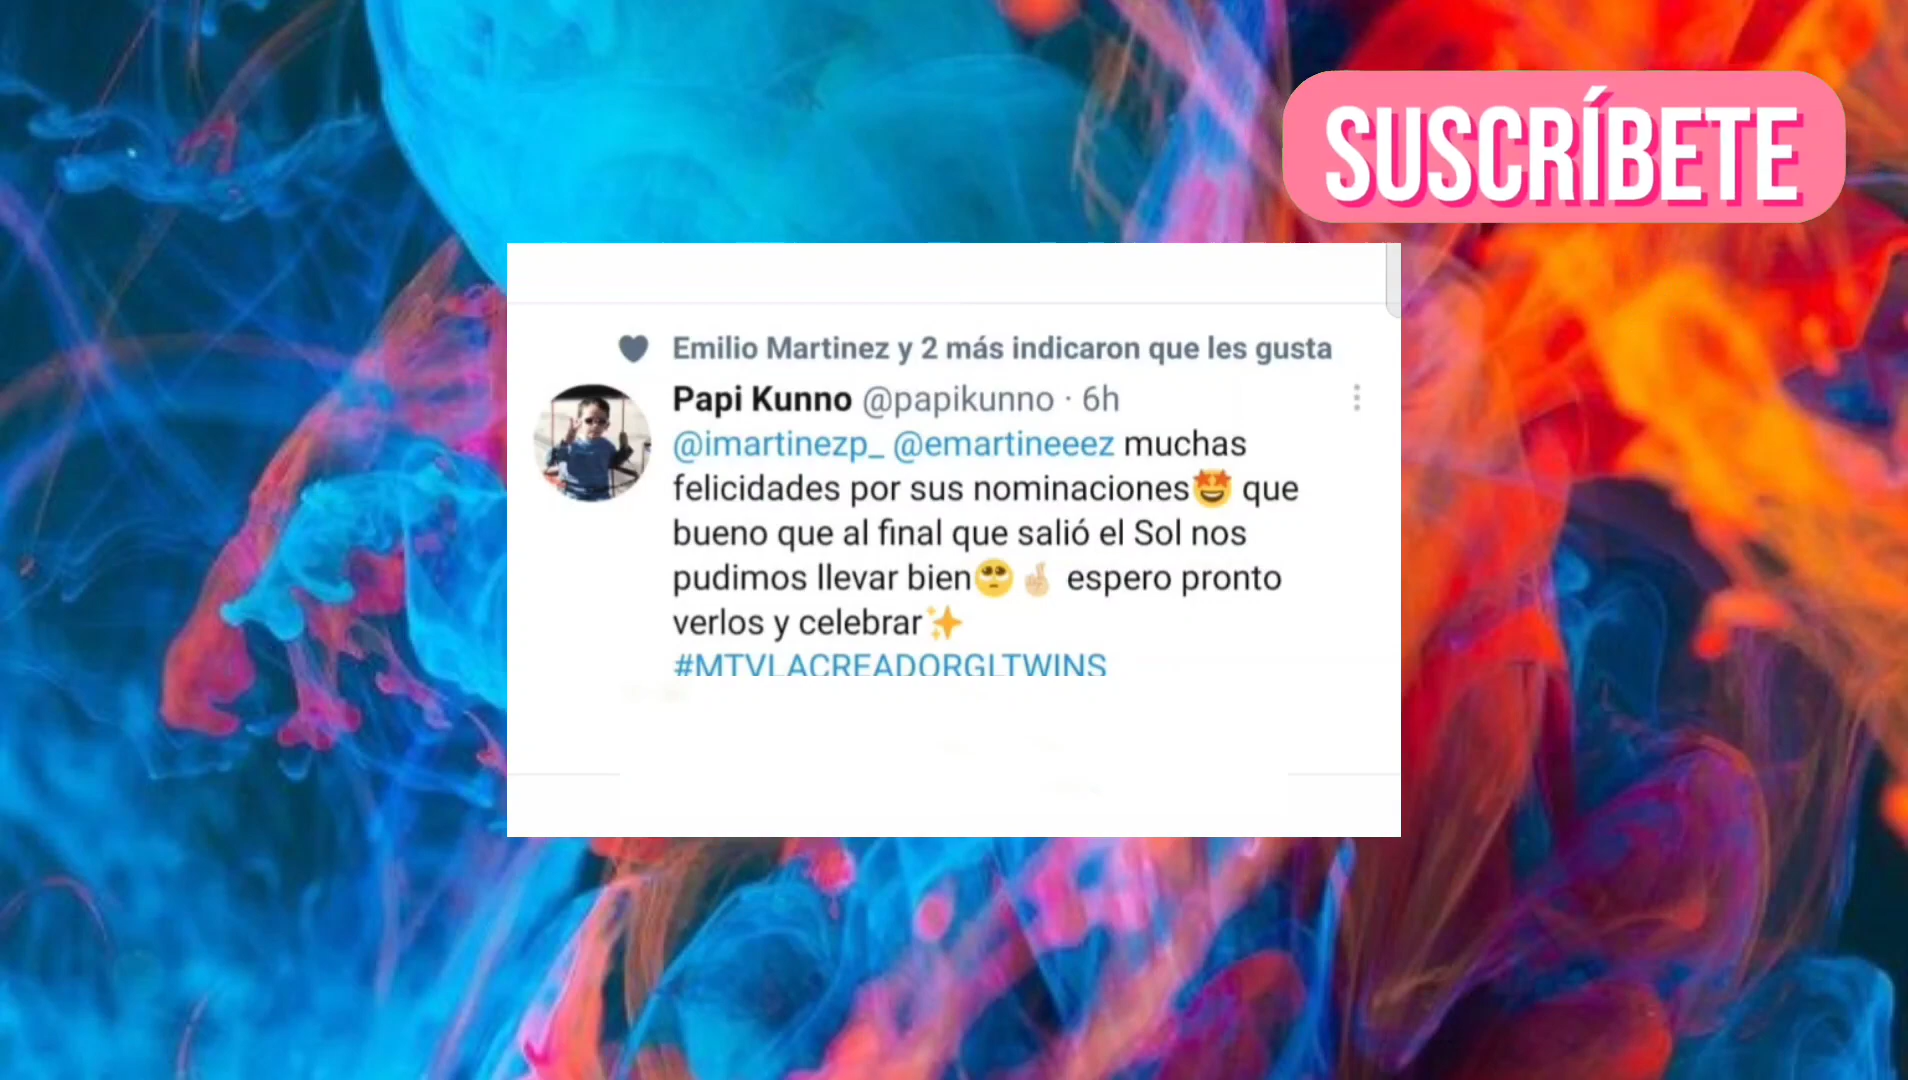 SUSCRÍBETE
Emilio Martinez y 2 más indicaron que les gusta
Papi Kunno @papikunno · 6h
@imartinezp_ @emartineeez muchas
felicidades por sus nominaciones🤩 que
bueno que al final que salió el Sol nos
pudimos llevar bien🥺🤞🏼 espero pronto
verlos y celebrar✨
#MTVLACREADORGLTWINS